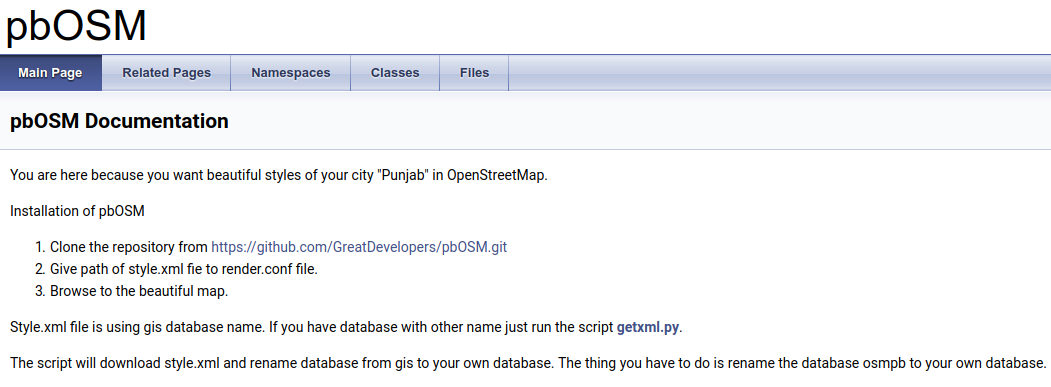 pbOSM
Main Page Related Pages Namespaces Classes Files
pbOSM Documentation
You are here because you want beautiful styles of your city "Punjab" in OpenStreetMap.
Installation of pbOSM
1. Clone the repository from https://github.com/GreatDevelopers/pbOSM.git
2. Give path of style.xml fie to render.conf file.
3. Browse to the beautiful map.
Style.xml file is using gis database name. If you have database with other name just run the script getxml.py.
The script will download style.xml and rename database from gis to your own database. The thing you have to do is rename the database osmpb to your own database.